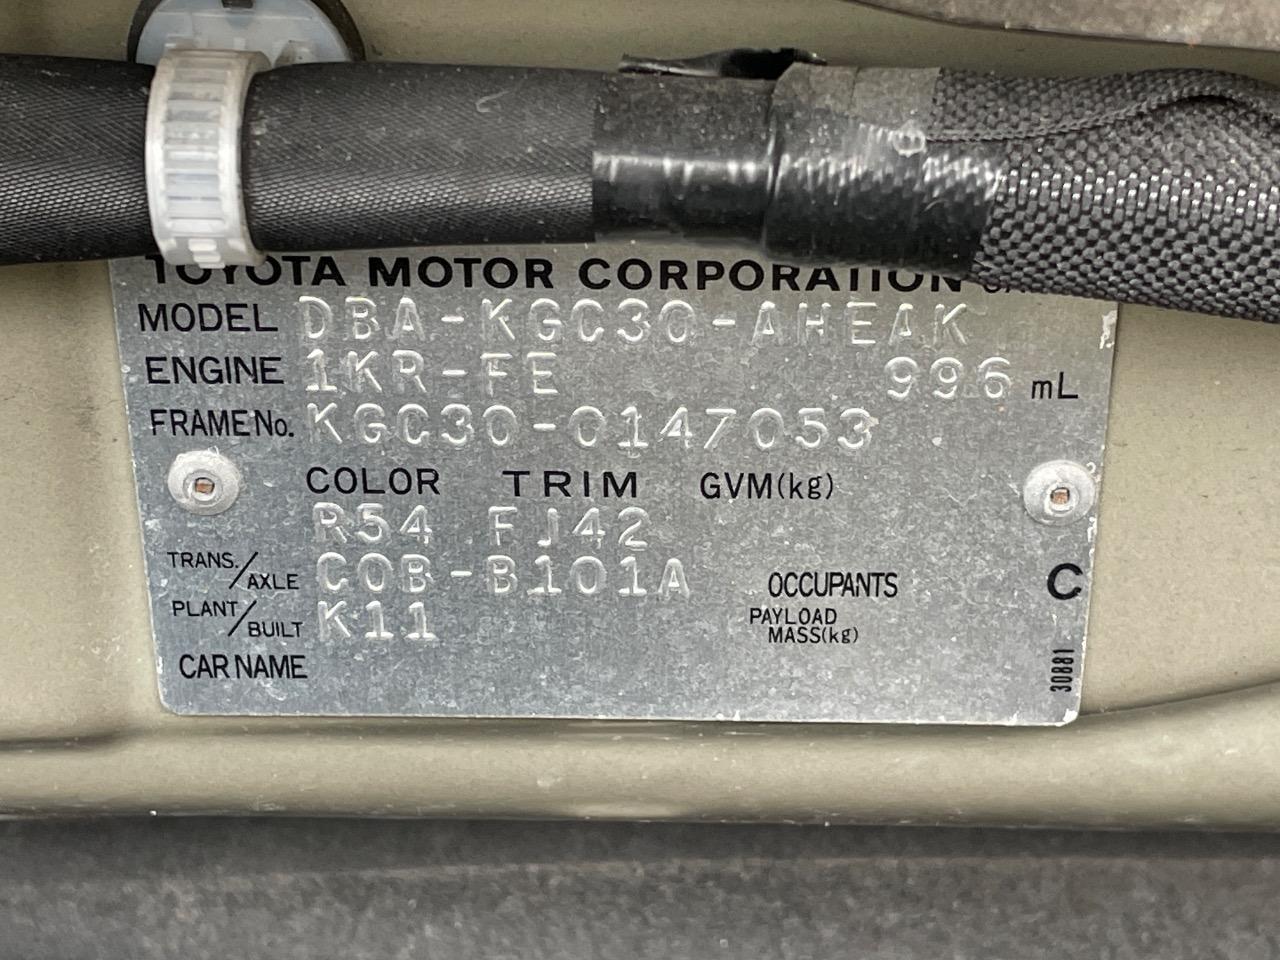 TOYOTA MOTOR CORPORATION
MODEL DBA-KGC30-AHEAK
ENGINE 1KR-FE 996 mL
FRAME No. KGC30-0147053
COLOR TRIM GVM(kg)
R54 FJ42
TRANS./AXLE C0B-B101A OCCUPANTS C
PLANT/BUILT K11 PAYLOAD MASS(kg)
CAR NAME 30881